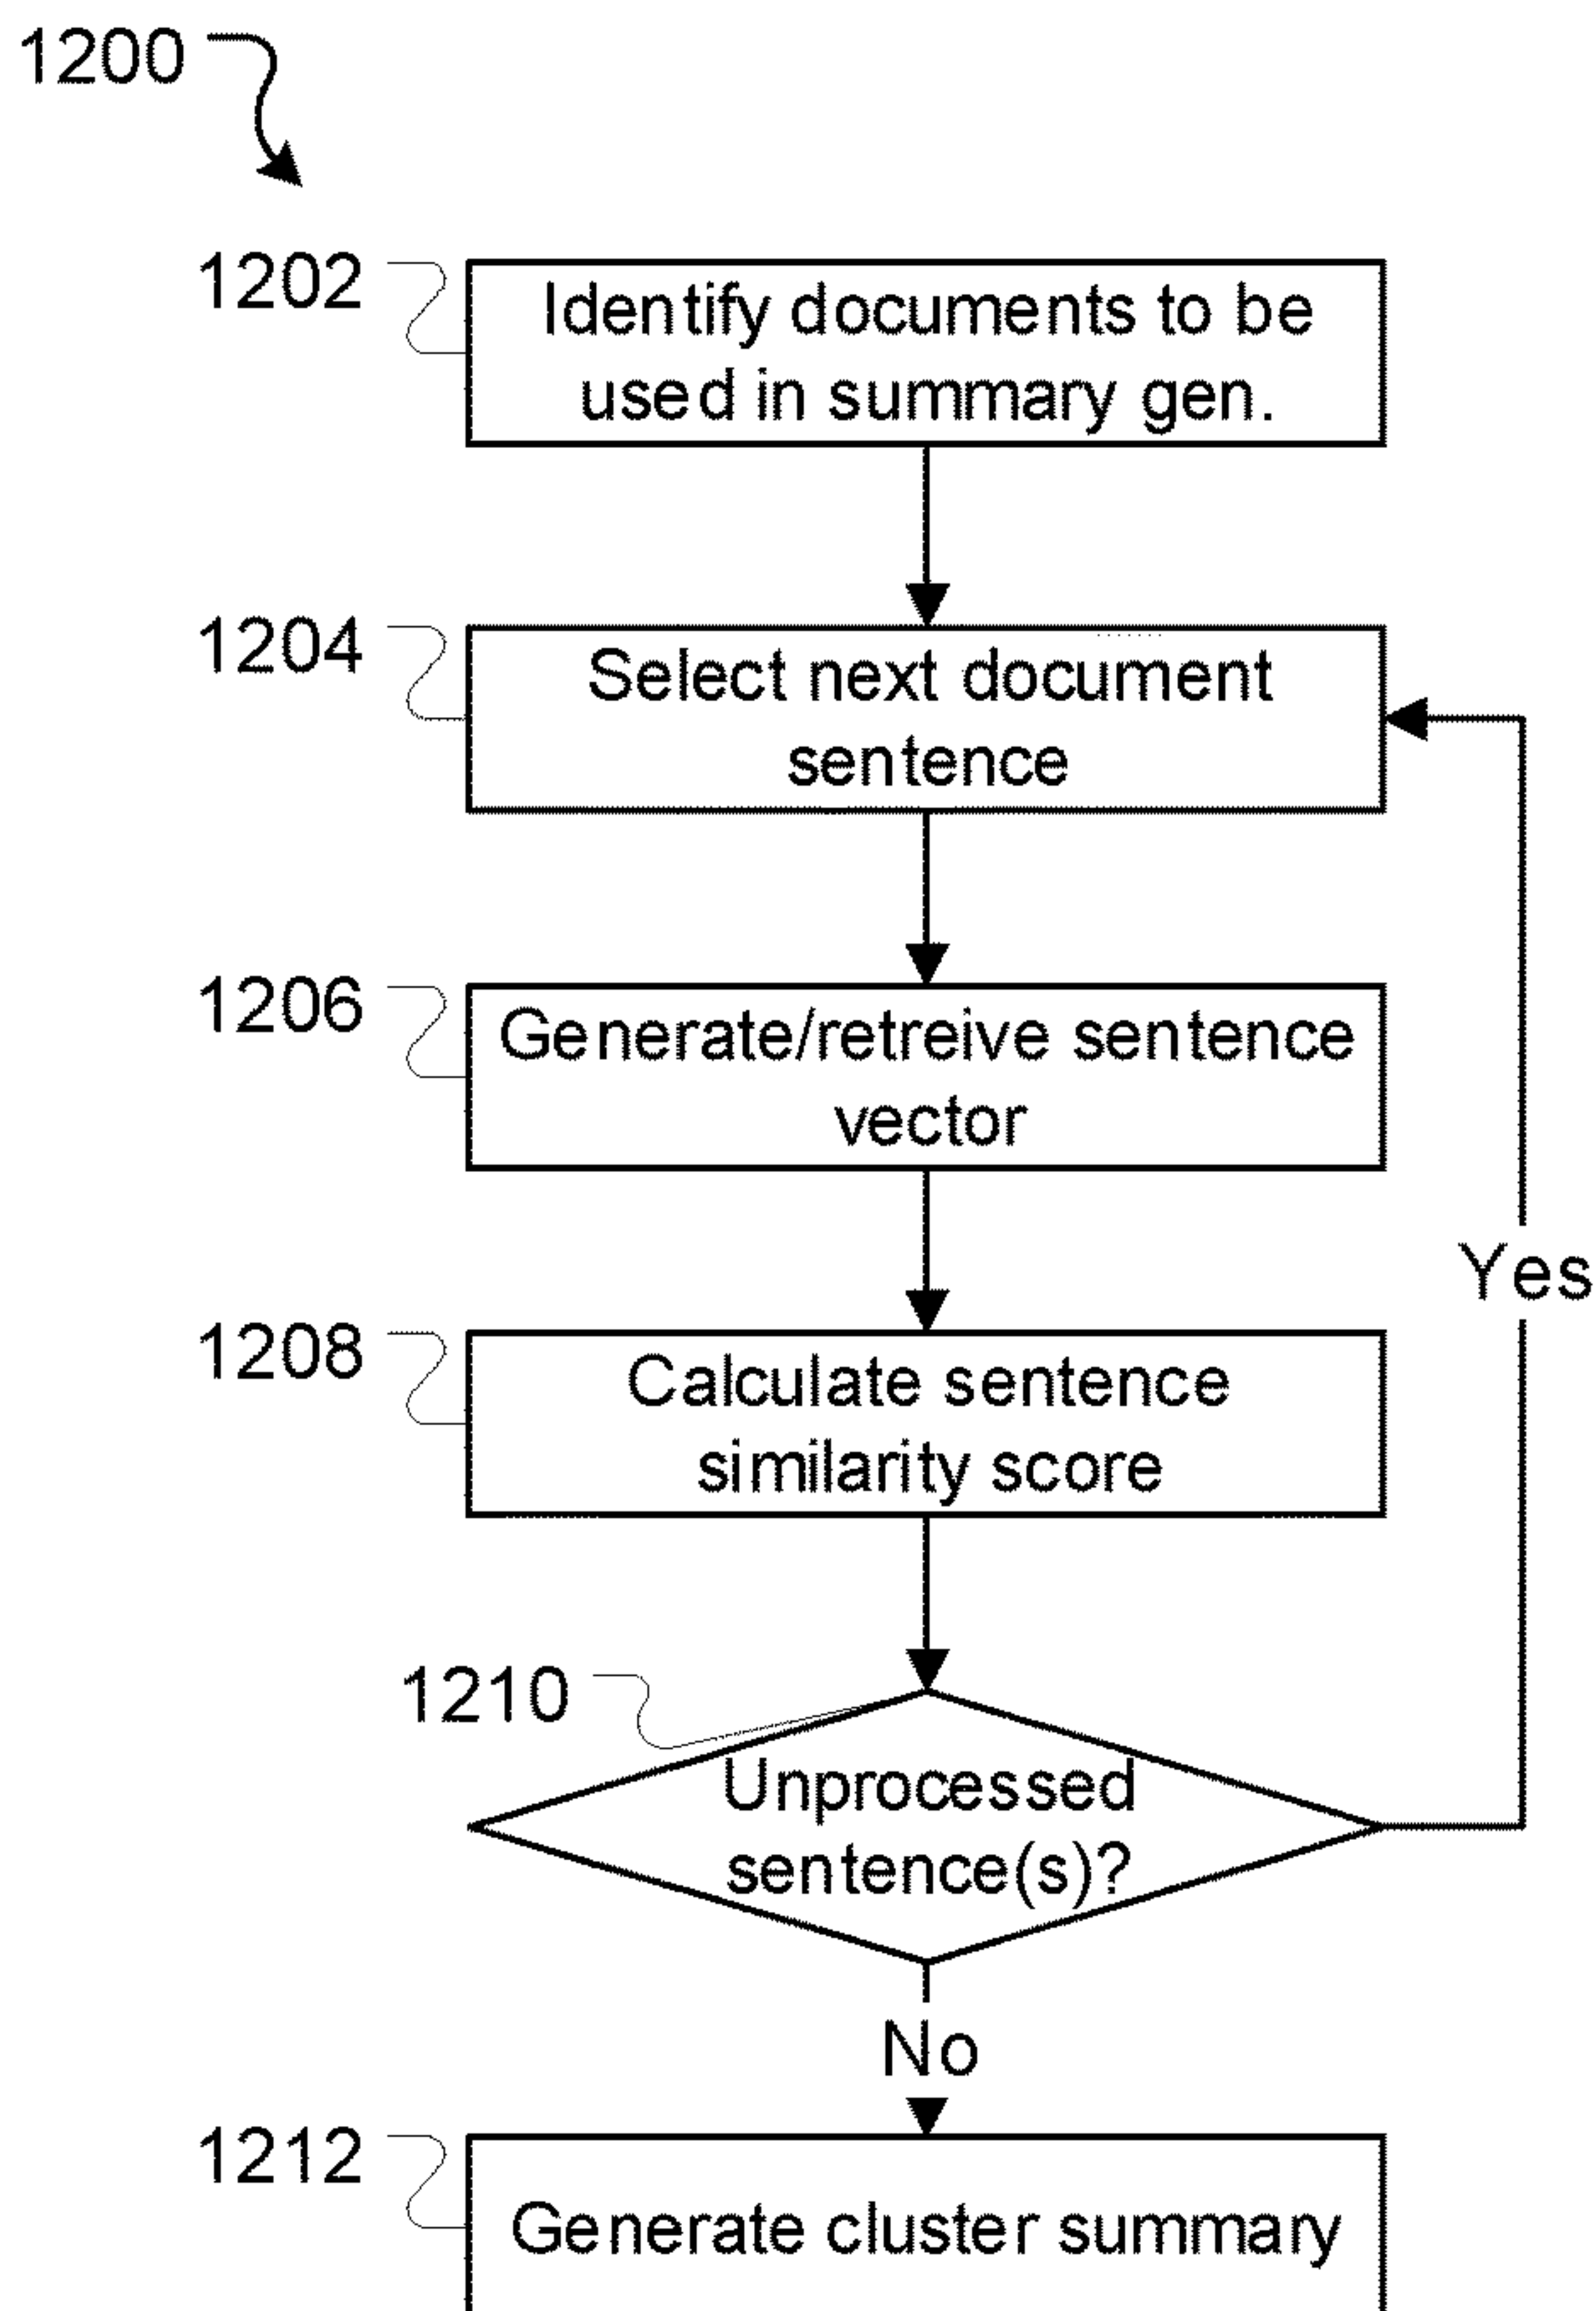 1200
1202
Identify documents to be
used in summary gen.
1204
Select next document
sentence
1206
Generate/retreive sentence
vector
Yes
1208
Calculate sentence
similarity score
1210
Unprocessed
sentence(s)?
No
1212
Generate cluster summary